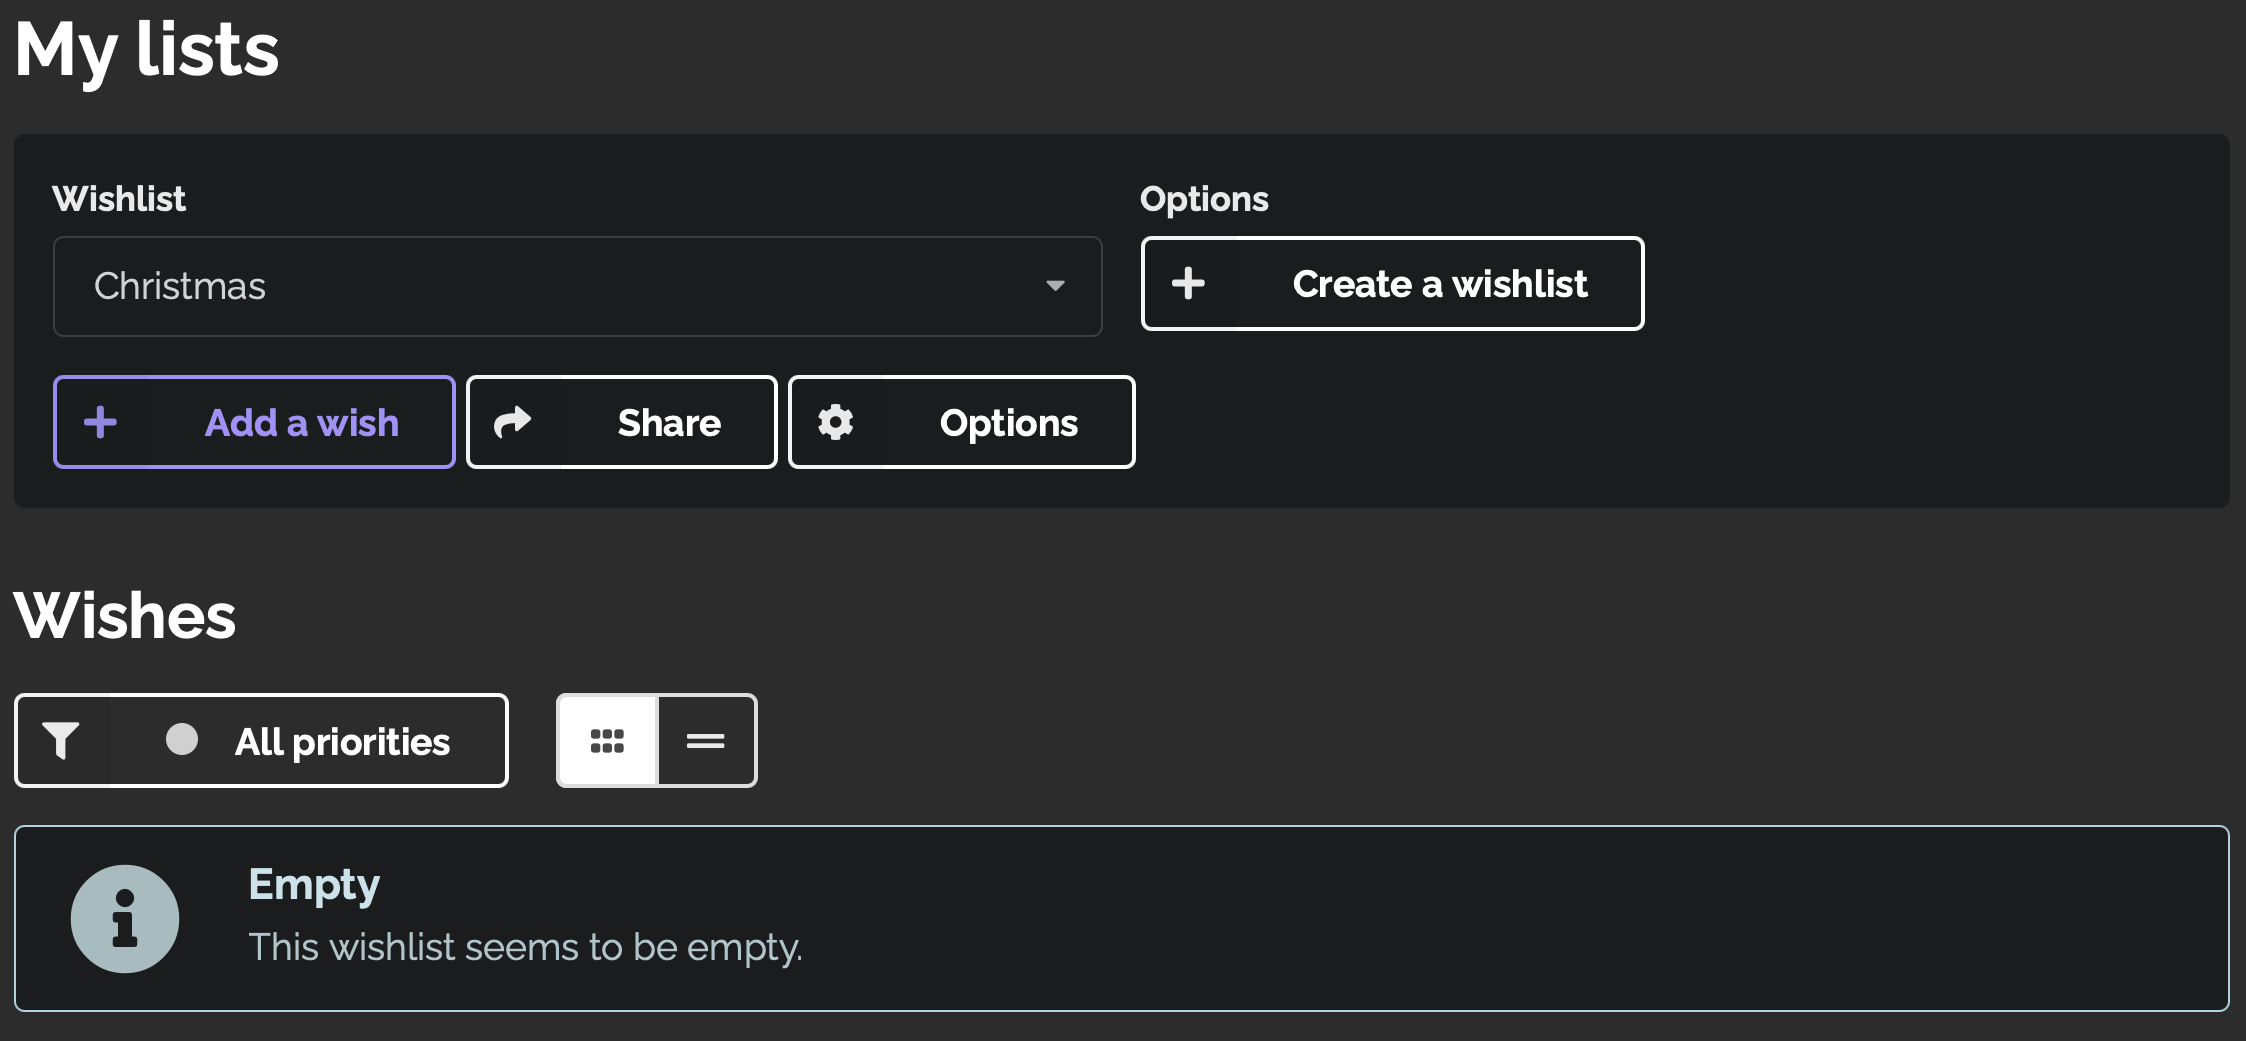 My lists
Wishlist
Options
Christmas
Create a wishlist
Add a wish
Share
Options
Wishes
All priorities
Empty
This wishlist seems to be empty.